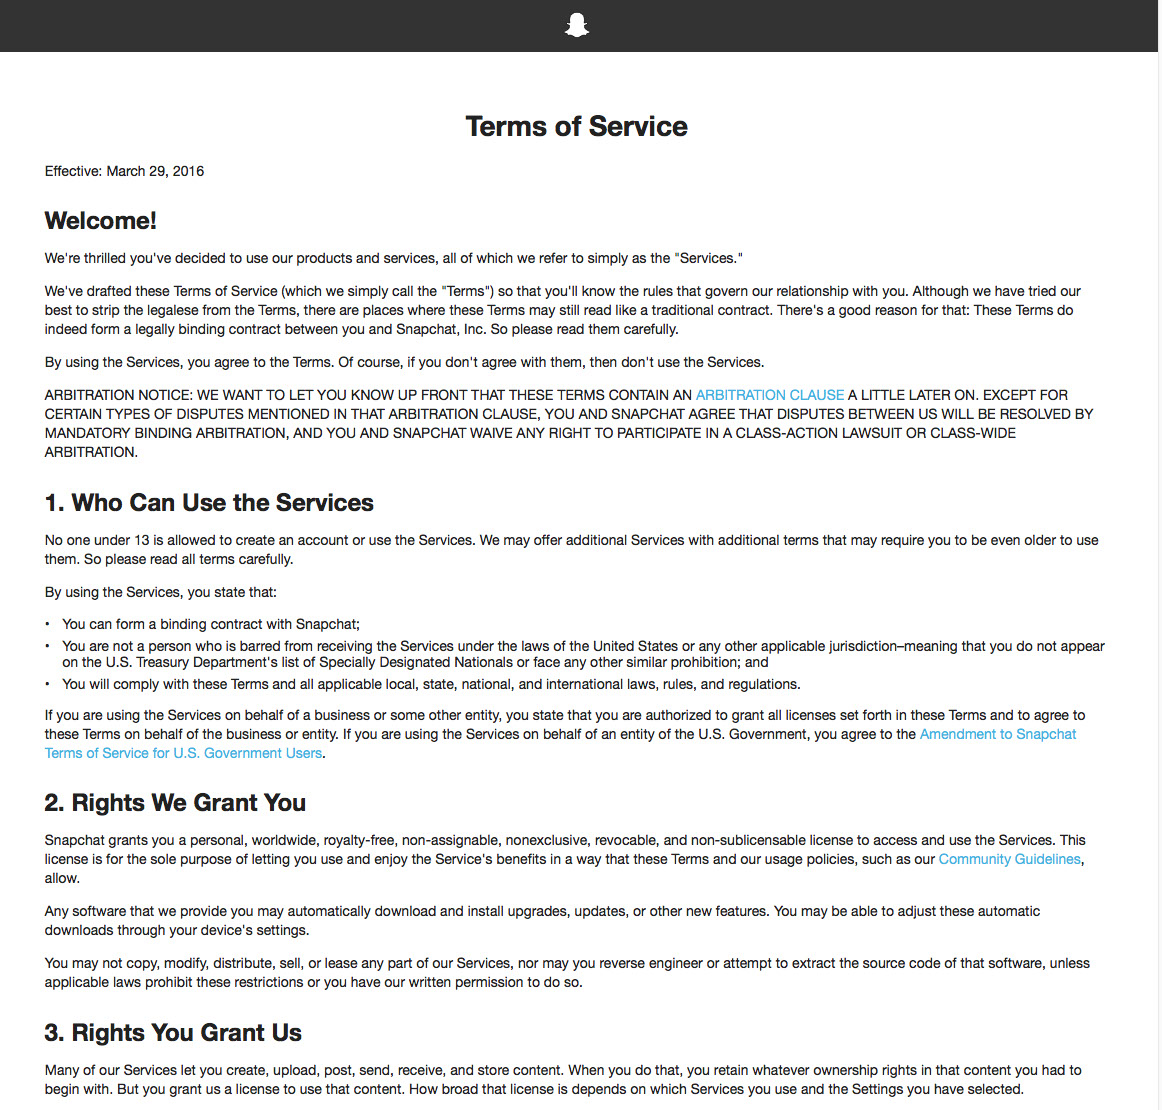 Terms of Service
Effective: March 29, 2016
Welcome!
We're thrilled you've decided to use our products and services, all of which we refer to simply as the "Services."
We've drafted these Terms of Service (which we simply call the "Terms") so that you'll know the rules that govern our relationship with you. Although we have tried our
best to strip the legalese from the Terms, there are places where these Terms may still read like a traditional contract. There's a good reason for that: These Terms do
indeed form a legally binding contract between you and Snapchat, Inc. So please read them carefully.
By using the Services, you agree to the Terms. Of course, if you don't agree with them, then don't use the Services.
ARBITRATION NOTICE: WE WANT TO LET YOU KNOW UP FRONT THAT THESE TERMS CONTAIN AN ARBITRATION CLAUSE A LITTLE LATER ON. EXCEPT FOR
CERTAIN TYPES OF DISPUTES MENTIONED IN THAT ARBITRATION CLAUSE, YOU AND SNAPCHAT AGREE THAT DISPUTES BETWEEN US WILL BE RESOLVED BY
MANDATORY BINDING ARBITRATION, AND YOU AND SNAPCHAT WAIVE ANY RIGHT TO PARTICIPATE IN A CLASS-ACTION LAWSUIT OR CLASS-WIDE
ARBITRATION.
1. Who Can Use the Services
No one under 13 is allowed to create an account or use the Services. We may offer additional Services with additional terms that may require you to be even older to use
them. So please read all terms carefully.
By using the Services, you state that:
• You can form a binding contract with Snapchat;
• You are not a person who is barred from receiving the Services under the laws of the United States or any other applicable jurisdiction–meaning that you do not appear
on the U.S. Treasury Department's list of Specially Designated Nationals or face any other similar prohibition; and
• You will comply with these Terms and all applicable local, state, national, and international laws, rules, and regulations.
If you are using the Services on behalf of a business or some other entity, you state that you are authorized to grant all licenses set forth in these Terms and to agree to
these Terms on behalf of the business or entity. If you are using the Services on behalf of an entity of the U.S. Government, you agree to the Amendment to Snapchat
Terms of Service for U.S. Government Users.
2. Rights We Grant You
Snapchat grants you a personal, worldwide, royalty-free, non-assignable, nonexclusive, revocable, and non-sublicensable license to access and use the Services. This
license is for the sole purpose of letting you use and enjoy the Service's benefits in a way that these Terms and our usage policies, such as our Community Guidelines,
allow.
Any software that we provide you may automatically download and install upgrades, updates, or other new features. You may be able to adjust these automatic
downloads through your device's settings.
You may not copy, modify, distribute, sell, or lease any part of our Services, nor may you reverse engineer or attempt to extract the source code of that software, unless
applicable laws prohibit these restrictions or you have our written permission to do so.
3. Rights You Grant Us
Many of our Services let you create, upload, post, send, receive, and store content. When you do that, you retain whatever ownership rights in that content you had to
begin with. But you grant us a license to use that content. How broad that license is depends on which Services you use and the Settings you have selected.